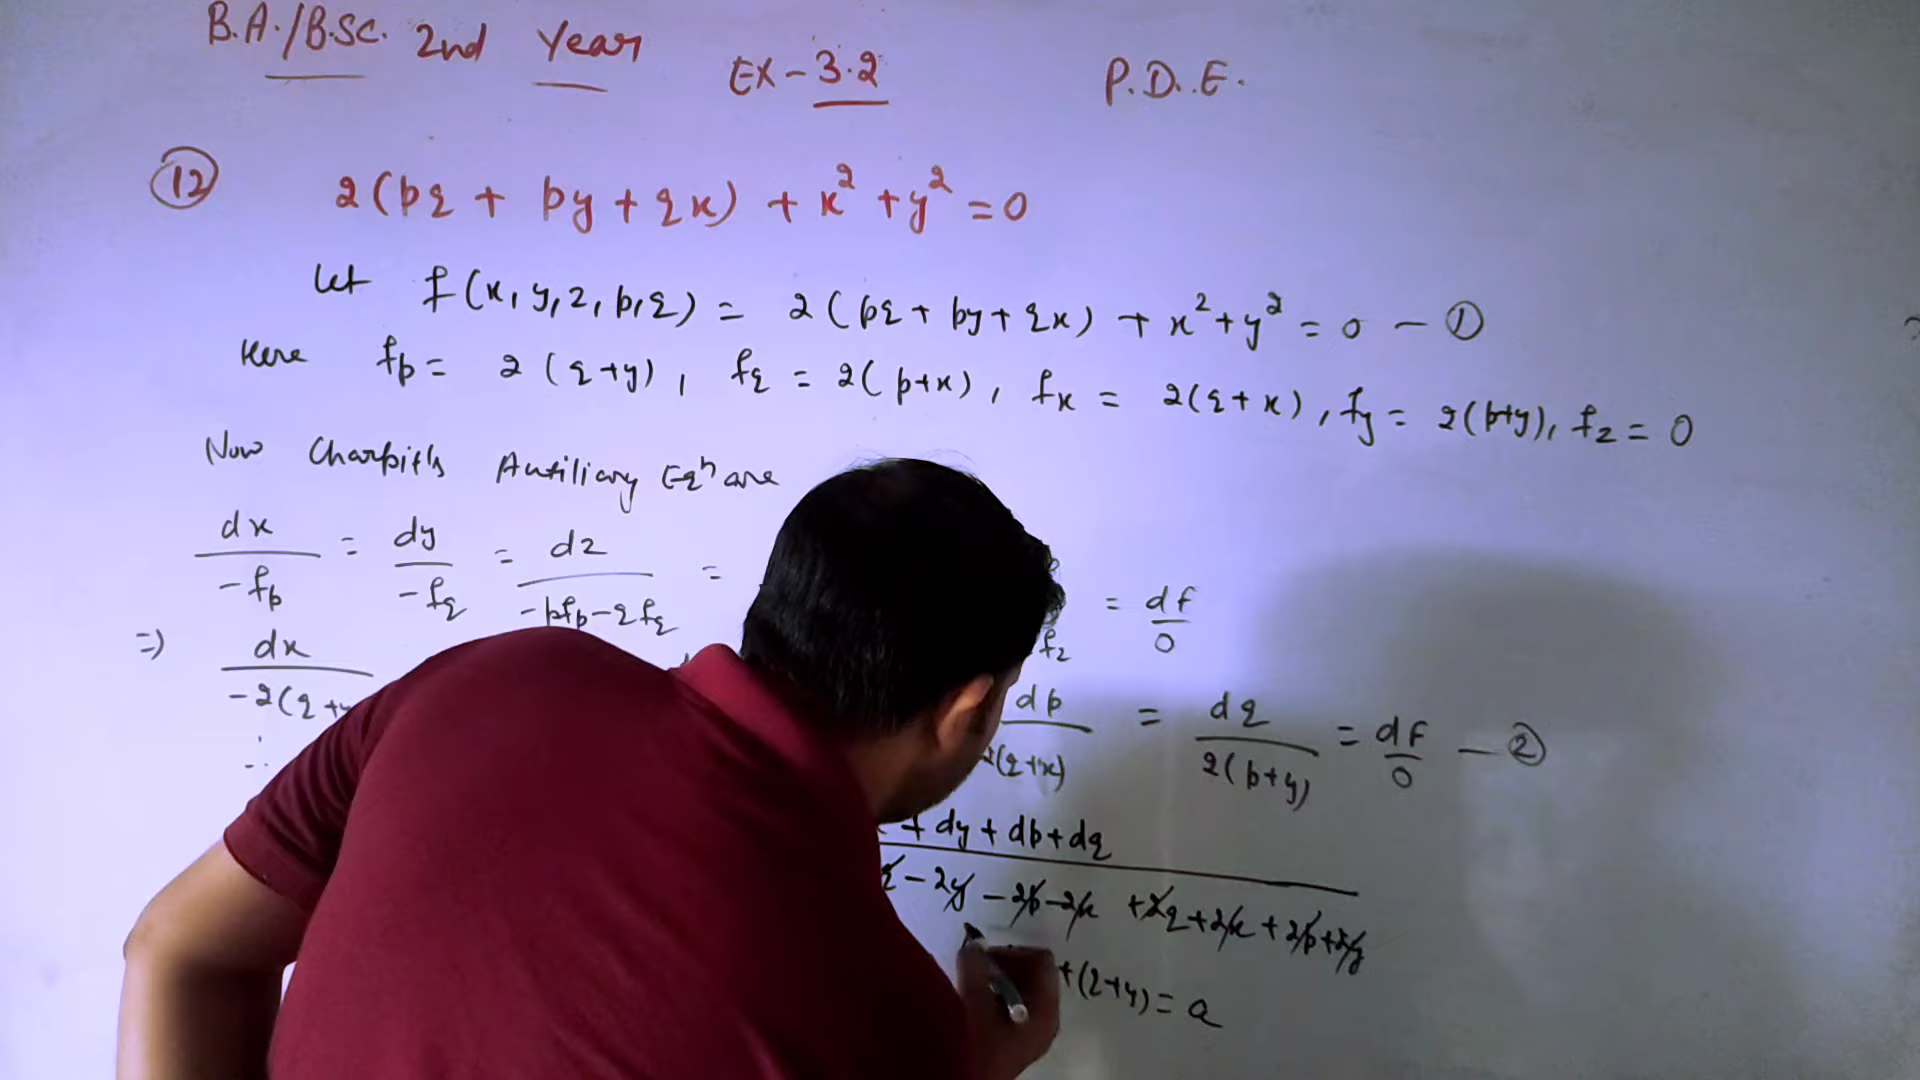 B.A./B.SC. 2nd Year EX-3.2 P.D.E.
(12) 2(pq + py + qx) + x² + y² = 0
Let f(x, y, z, p, q) = 2(pq + py + qx) + x² + y² = 0 — (1)
Here fp = 2(q+y), fq = 2(p+x), fx = 2(q+x), fy = 2(p+y), fz = 0
Now Charpit's Auxiliary Eqn are
dx/-fp = dy/-fq = dz/-pfp-qfq = fz = df/0
=> dx/-2(q+y dp/2(q+x) = dq/2(p+y) = df/0 — (2)
∴ + dy + dp + dq
- 2y - 2p - 2x + 2q + 2x + 2p + 2y
+ (q+y) = a